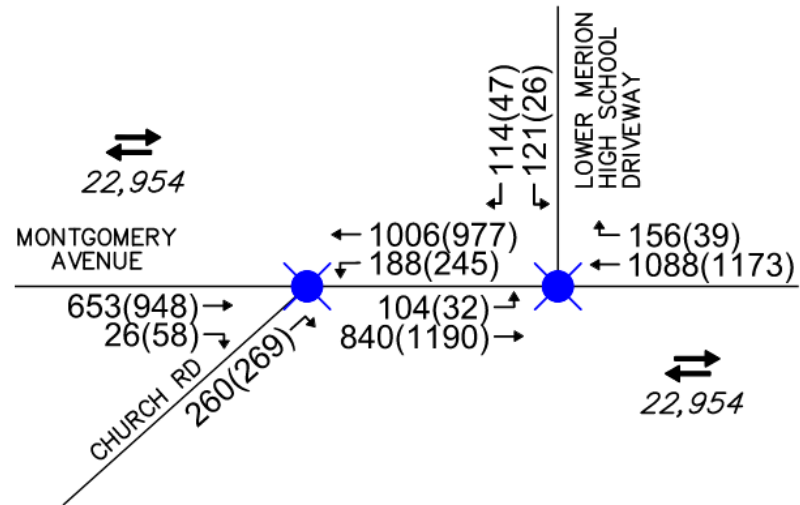 114(47)
121(26)
LOWER MERION
HIGH SCHOOL
DRIVEWAY
22,954
MONTGOMERY
AVENUE
1006(977)
188(245)
156(39)
1088(1173)
653(948)
26(58)
104(32)
840(1190)
CHURCH RD
260(269)
22,954